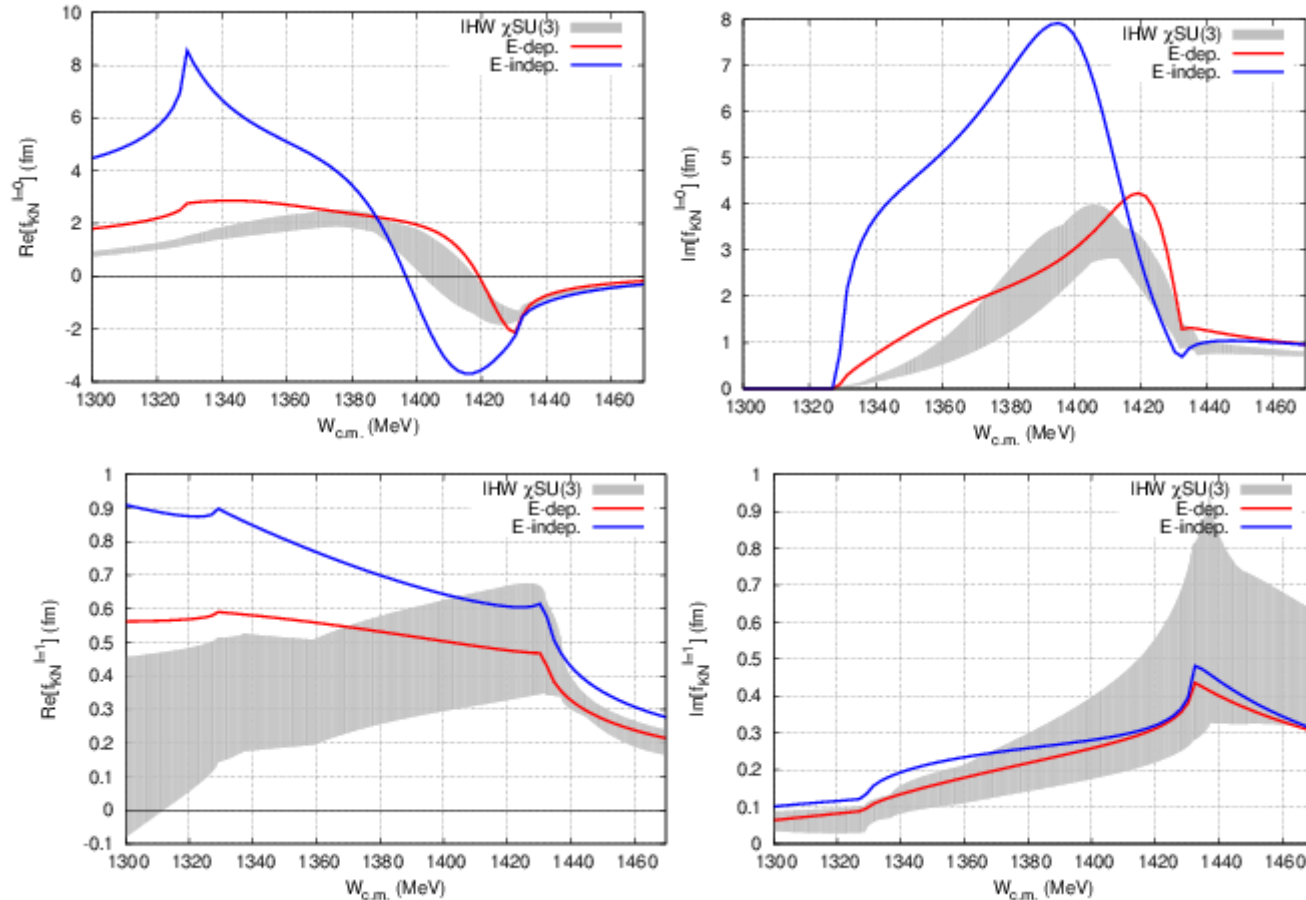 IHW χSU(3)
E-dep.
E-indep.
Re[f_KN^I=0] (fm)
10
8
6
4
2
0
-2
-4
1300 1320 1340 1360 1380 1400 1420 1440 1460
W_c.m. (MeV)
IHW χSU(3)
E-dep.
E-indep.
Im[f_KN^I=0] (fm)
8
7
6
5
4
3
2
1
0
1300 1320 1340 1360 1380 1400 1420 1440 1460
W_c.m. (MeV)
IHW χSU(3)
E-dep.
E-indep.
Re[f_KN^I=1] (fm)
1
0.9
0.8
0.7
0.6
0.5
0.4
0.3
0.2
0.1
0
-0.1
1300 1320 1340 1360 1380 1400 1420 1440 1460
W_c.m. (MeV)
IHW χSU(3)
E-dep.
E-indep.
Im[f_KN^I=1] (fm)
1
0.9
0.8
0.7
0.6
0.5
0.4
0.3
0.2
0.1
0
1300 1320 1340 1360 1380 1400 1420 1440 1460
W_c.m. (MeV)